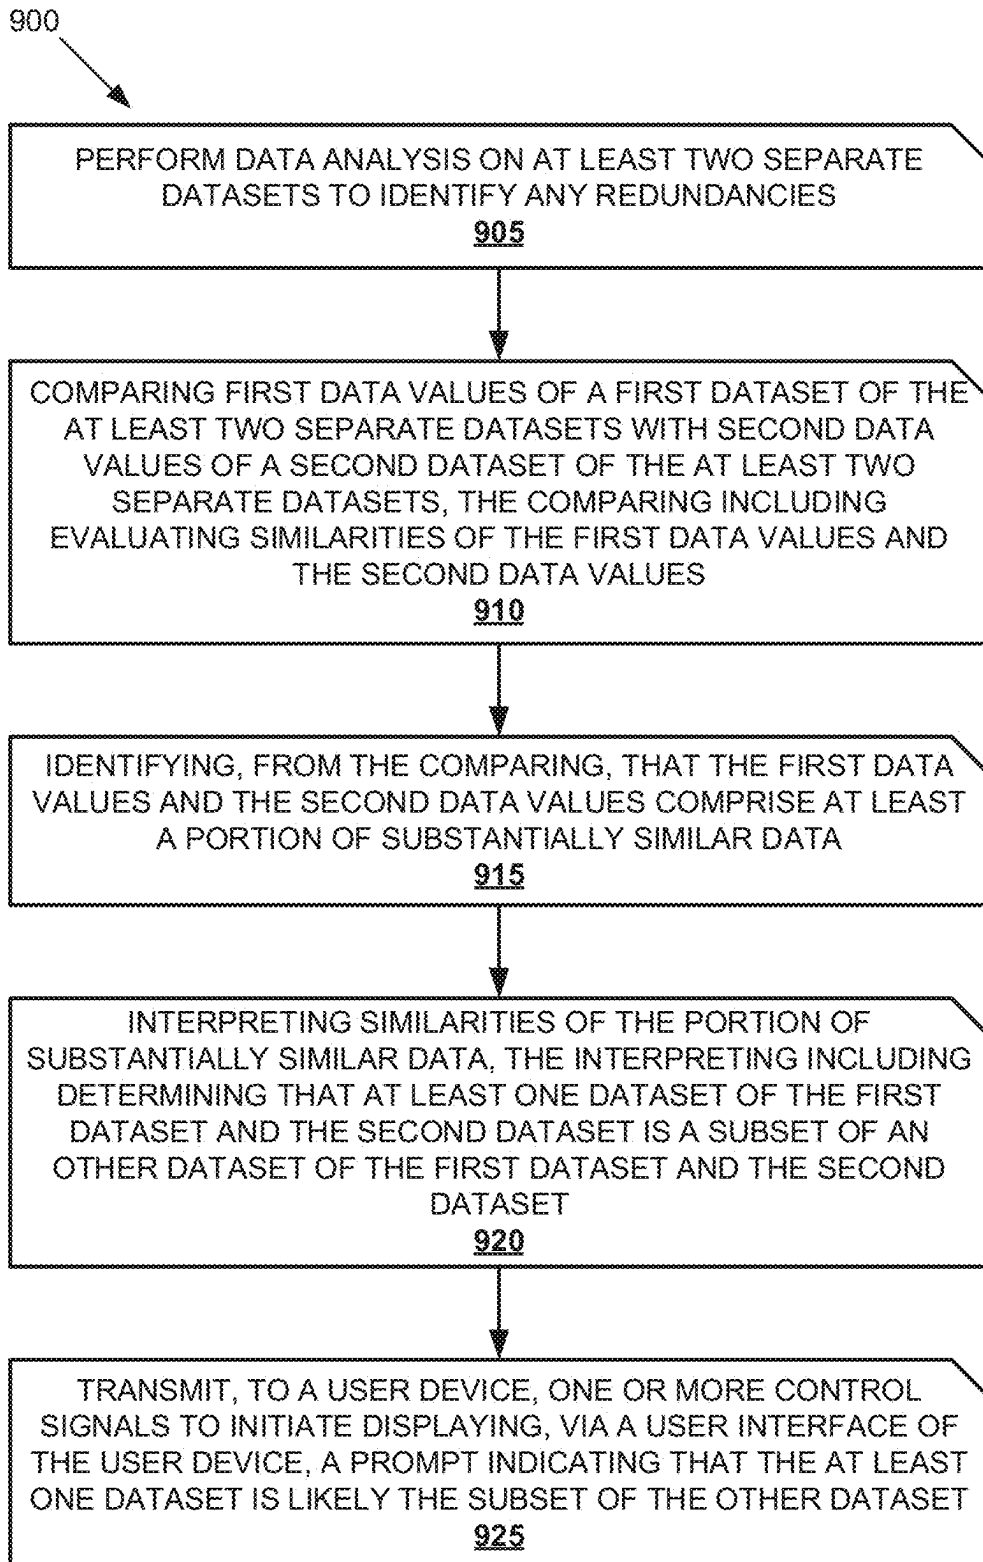 900
PERFORM DATA ANALYSIS ON AT LEAST TWO SEPARATE
DATASETS TO IDENTIFY ANY REDUNDANCIES
905
COMPARING FIRST DATA VALUES OF A FIRST DATASET OF THE
AT LEAST TWO SEPARATE DATASETS WITH SECOND DATA
VALUES OF A SECOND DATASET OF THE AT LEAST TWO
SEPARATE DATASETS, THE COMPARING INCLUDING
EVALUATING SIMILARITIES OF THE FIRST DATA VALUES AND
THE SECOND DATA VALUES
910
IDENTIFYING, FROM THE COMPARING, THAT THE FIRST DATA
VALUES AND THE SECOND DATA VALUES COMPRISE AT LEAST
A PORTION OF SUBSTANTIALLY SIMILAR DATA
915
INTERPRETING SIMILARITIES OF THE PORTION OF
SUBSTANTIALLY SIMILAR DATA, THE INTERPRETING INCLUDING
DETERMINING THAT AT LEAST ONE DATASET OF THE FIRST
DATASET AND THE SECOND DATASET IS A SUBSET OF AN
OTHER DATASET OF THE FIRST DATASET AND THE SECOND
DATASET
920
TRANSMIT, TO A USER DEVICE, ONE OR MORE CONTROL
SIGNALS TO INITIATE DISPLAYING, VIA A USER INTERFACE OF
THE USER DEVICE, A PROMPT INDICATING THAT THE AT LEAST
ONE DATASET IS LIKELY THE SUBSET OF THE OTHER DATASET
925